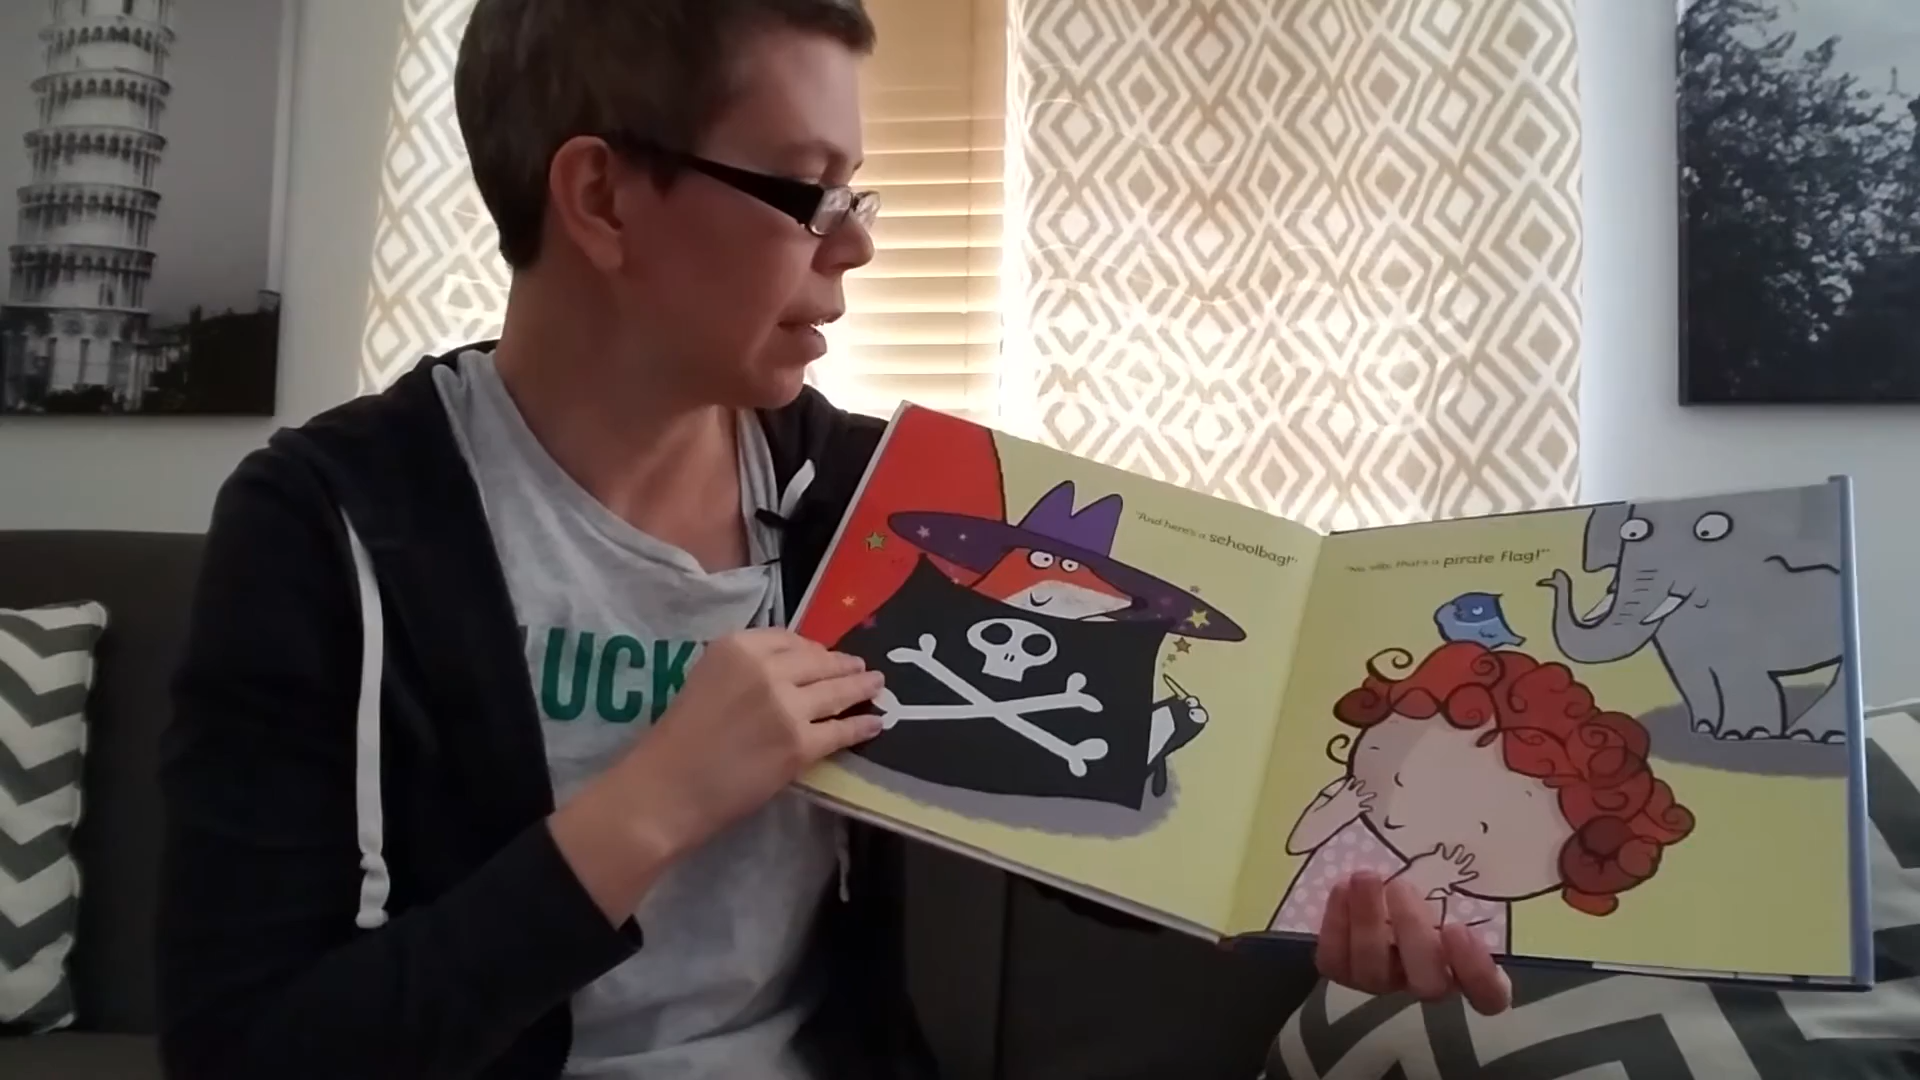 LUCK
"And here's a schoolbag!"
"No, silly, that's a pirate flag!"